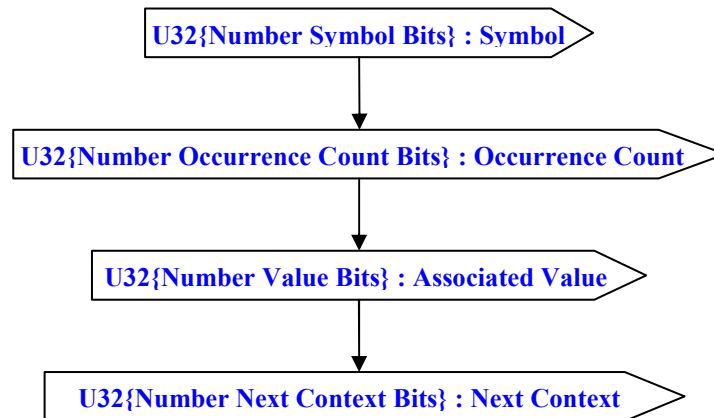 U32{Number Symbol Bits} : Symbol
U32{Number Occurrence Count Bits} : Occurrence Count
U32{Number Value Bits} : Associated Value
U32{Number Next Context Bits} : Next Context